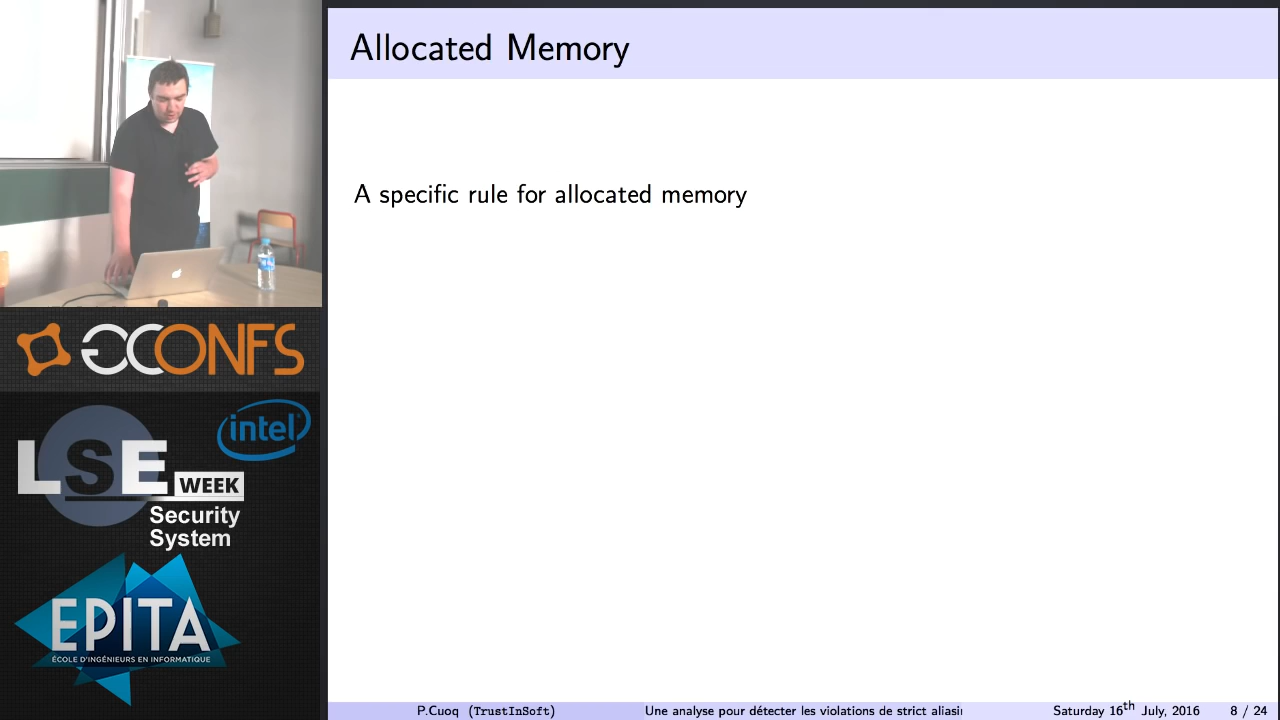 Allocated Memory
A specific rule for allocated memory
GCONFS
intel
LSE
WEEK
Security
System
EPITA
ÉCOLE D'INGÉNIEURS EN INFORMATIQUE
P.Cuoq (TrustInSoft) Une analyse pour détecter les violations de strict aliasi Saturday 16th July, 2016 8 / 24